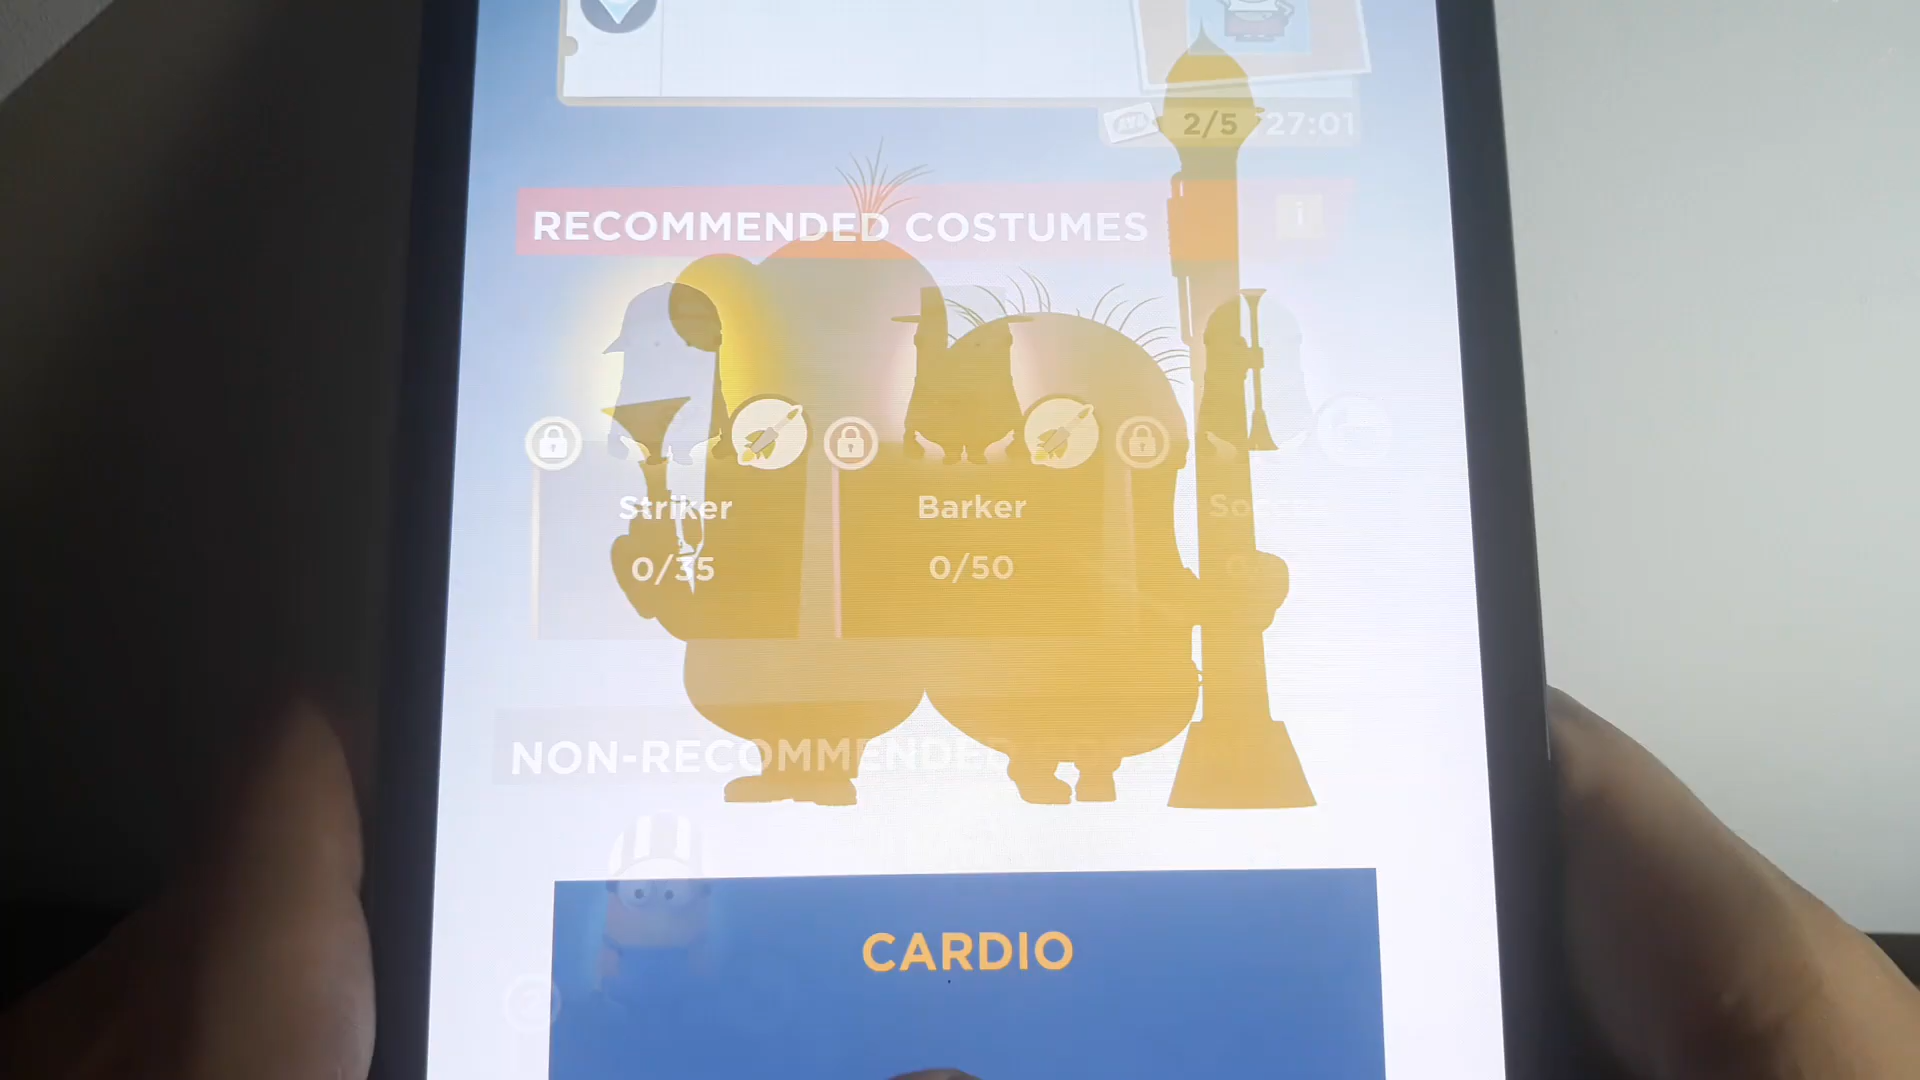 2/5 27:01
RECOMMENDED COSTUMES i
Striker Barker
0/35 0/50
NON-RECOMMENDED
CARDIO